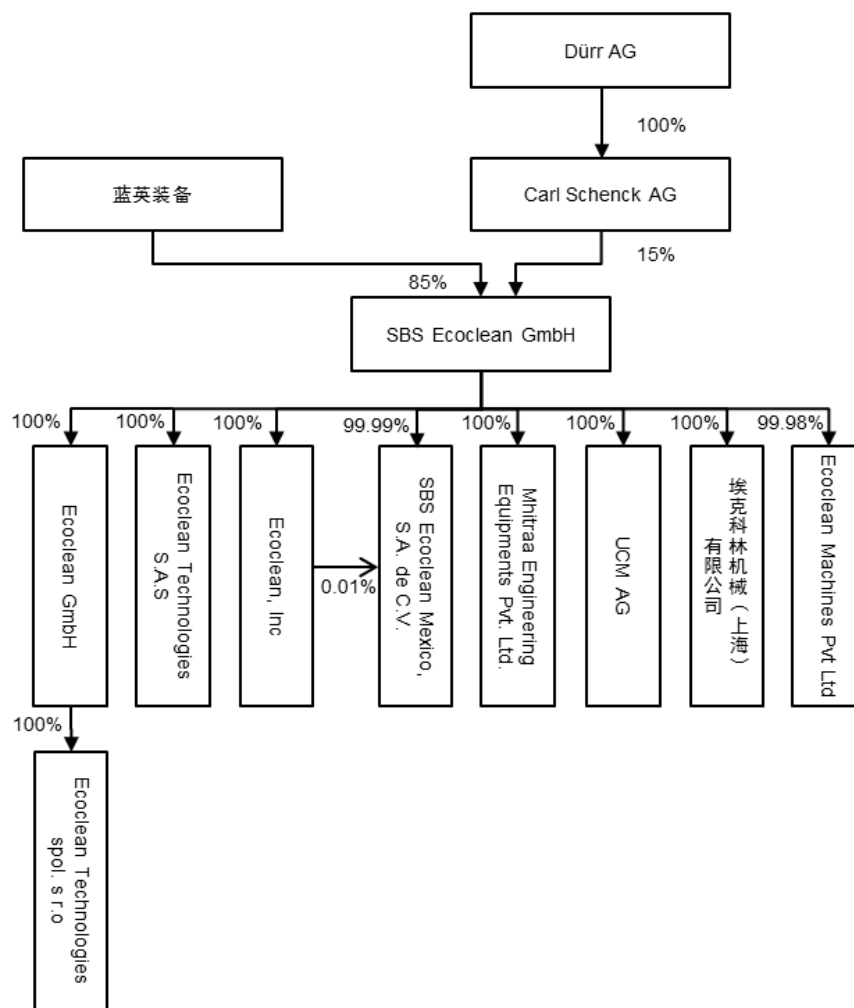 Dürr AG
100%
蓝英装备
Carl Schenck AG
15%
85%
SBS Ecoclean GmbH
100%
100%
100%
99.99%
100%
100%
100%
99.98%
Ecoclean GmbH
Ecoclean Technologies
S.A.S
Ecoclean, Inc
0.01%
SBS Ecoclean Mexico,
S.A. de C.V.
Mhitraa Engineering
Equipments Pvt. Ltd.
UCM AG
埃克科林机械（上海）
有限公司
Ecoclean Machines Pvt Ltd
100%
Ecoclean Technologies
spol. s r.o